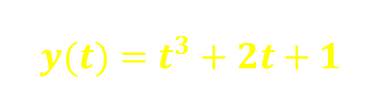 y(t) = t³ + 2t + 1